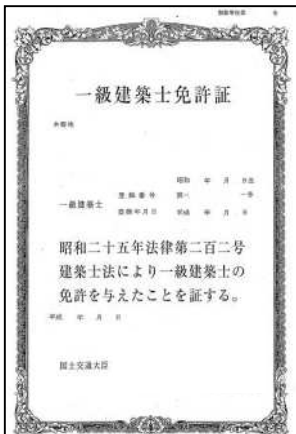 一級建築士免許証
本籍地
昭和 年 月 日生
登録番号 第 号
一級建築士
登録年月日 平成 年 月 日
昭和二十五年法律第二百二号
建築士法により一級建築士の
免許を与えたことを証する。
平成 年 月 日
国土交通大臣